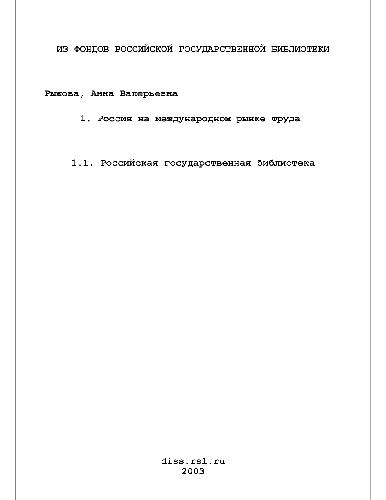 ИЗ ФОНДОВ РОССИЙСКОЙ ГОСУДАРСТВЕННОЙ БИБЛИОТЕКИ
Рыжова, Анна Валерьевна
1. Россия на международном рынке труда
1.1. Российская государственная библиотека
diss.rsl.ru
2003